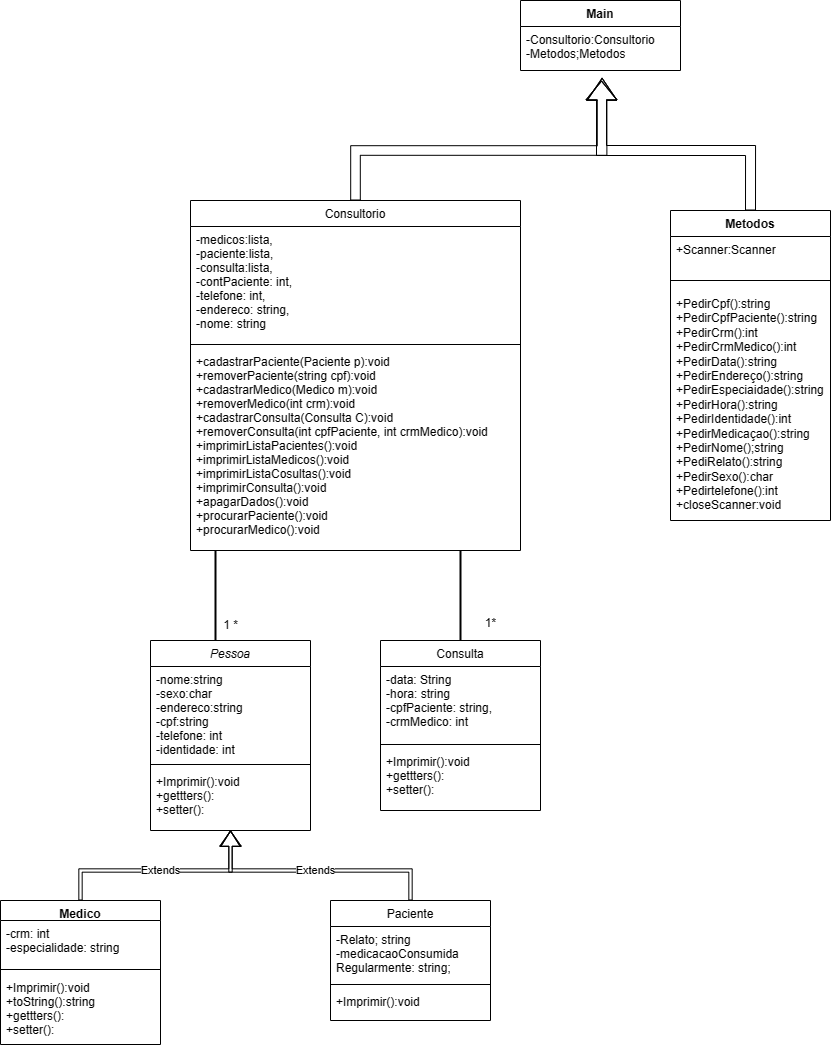 Main
-Consultorio:Consultorio
-Metodos;Metodos
Consultorio
-medicos:lista,
-paciente:lista,
-consulta:lista,
-contPaciente: int,
-telefone: int,
-endereco: string,
-nome: string
+cadastrarPaciente(Paciente p):void
+removerPaciente(string cpf):void
+cadastrarMedico(Medico m):void
+removerMedico(int crm):void
+cadastrarConsulta(Consulta C):void
+removerConsulta(int cpfPaciente, int crmMedico):void
+imprimirListaPacientes():void
+imprimirListaMedicos():void
+imprimirListaCosultas():void
+imprimirConsulta():void
+apagarDados():void
+procurarPaciente():void
+procurarMedico():void
Metodos
+Scanner:Scanner
+PedirCpf():string
+PedirCpfPaciente():string
+PedirCrm():int
+PedirCrmMedico():int
+PedirData():string
+PedirEndereço():string
+PedirEspeciaidade():string
+PedirHora():string
+PedirIdentidade():int
+PedirMedicaçao():string
+PedirNome();string
+PediRelato():string
+PedirSexo():char
+Pedirtelefone():int
+closeScanner:void
1 *
1*
Pessoa
-nome:string
-sexo:char
-endereco:string
-cpf:string
-telefone: int
-identidade: int
+Imprimir():void
+gettters():
+setter():
Consulta
-data: String
-hora: string
-cpfPaciente: string,
-crmMedico: int
+Imprimir():void
+gettters():
+setter():
Extends
Extends
Medico
-crm: int
-especialidade: string
+Imprimir():void
+toString():string
+gettters():
+setter():
Paciente
-Relato; string
-medicacaoConsumida
Regularmente: string;
+Imprimir():void